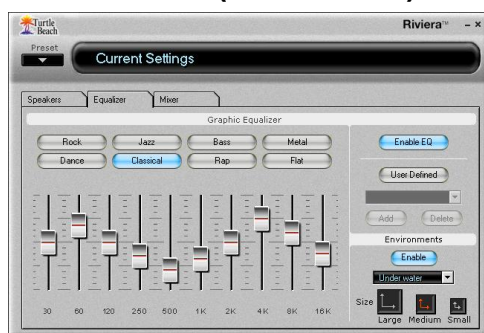 Turtle Beach
Riviera™
Preset
Current Settings
Speakers Equalizer Mixer
Graphic Equalizer
Rock Jazz Bass Metal
Dance Classical Rap Flat
Enable EQ
User Defined
Add Delete
Environments
Enable
Under water
Size
Large Medium Small
30 60 120 250 500 1K 2K 4K 8K 16K